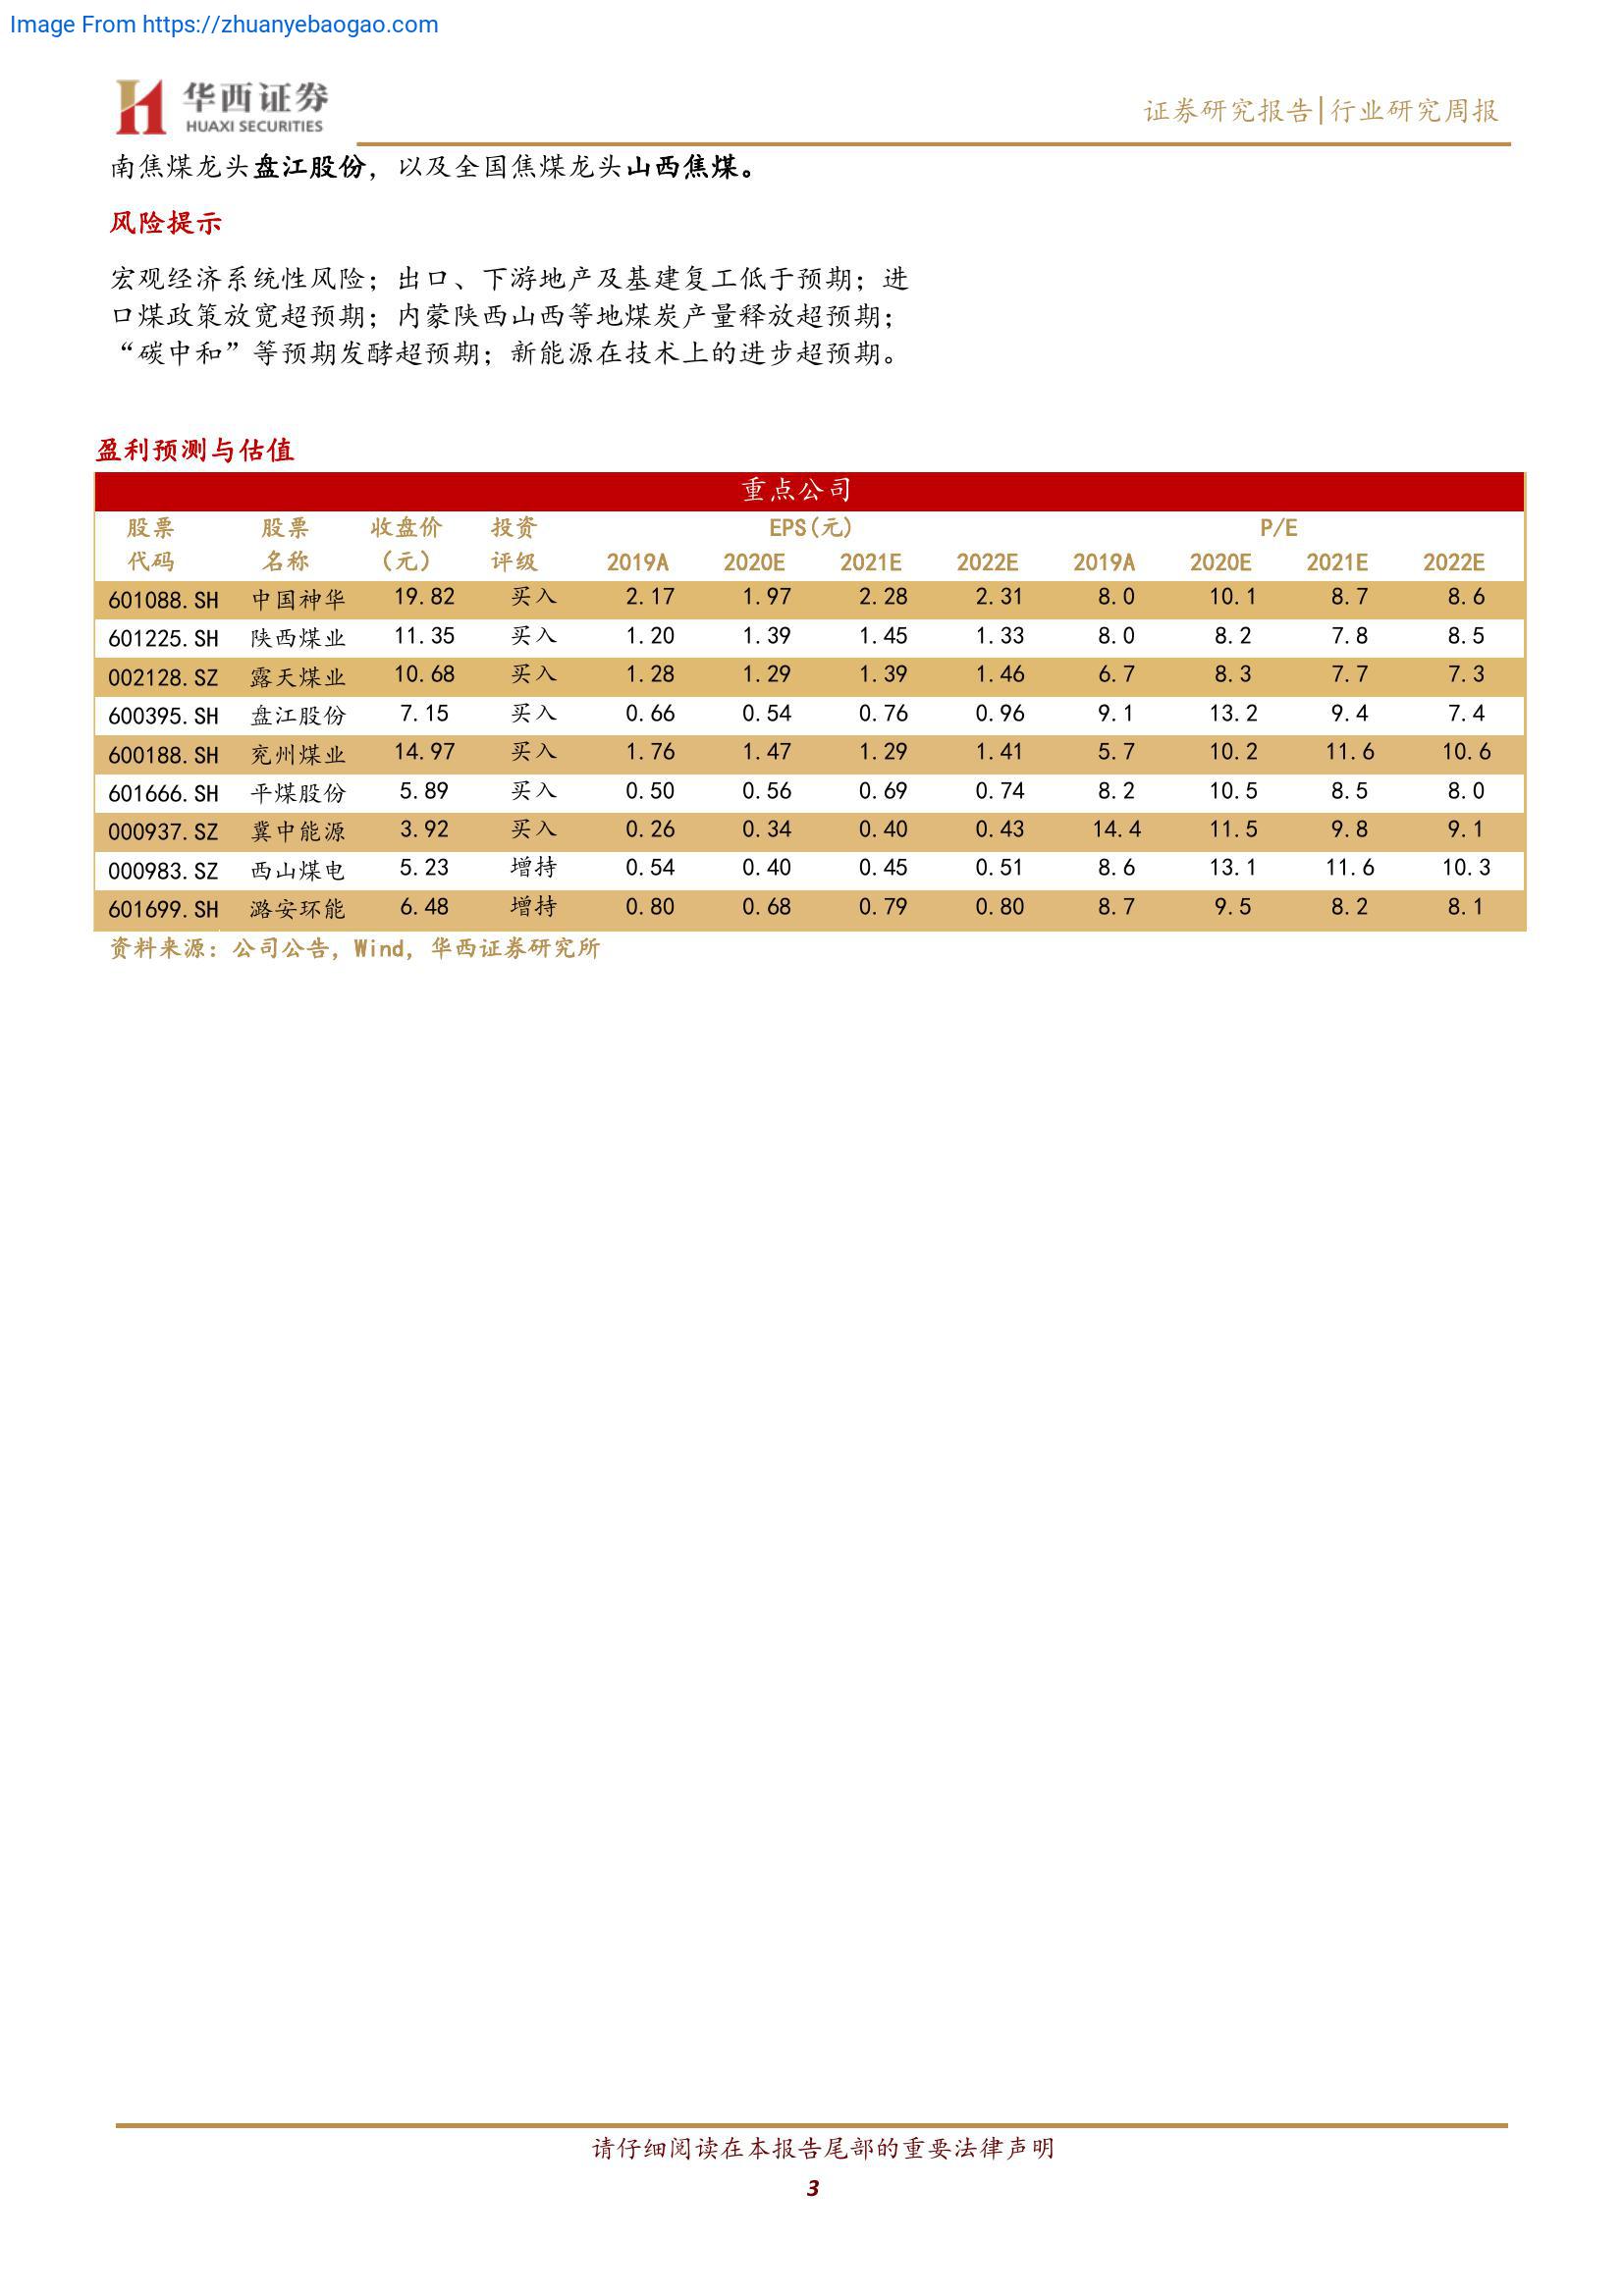 Image From https://zhuanyebaogao.com
华西证券
HUAXI SECURITIES
证券研究报告|行业研究周报
南焦煤龙头盘江股份，以及全国焦煤龙头山西焦煤。
风险提示
宏观经济系统性风险；出口、下游地产及基建复工低于预期；进
口煤政策放宽超预期；内蒙陕西山西等地煤炭产量释放超预期；
“碳中和”等预期发酵超预期；新能源在技术上的进步超预期。
盈利预测与估值
重点公司
股票 股票 收盘价 投资 EPS(元) P/E
代码 名称 （元） 评级 2019A 2020E 2021E 2022E 2019A 2020E 2021E 2022E
601088.SH 中国神华 19.82 买入 2.17 1.97 2.28 2.31 8.0 10.1 8.7 8.6
601225.SH 陕西煤业 11.35 买入 1.20 1.39 1.45 1.33 8.0 8.2 7.8 8.5
002128.SZ 露天煤业 10.68 买入 1.28 1.29 1.39 1.46 6.7 8.3 7.7 7.3
600395.SH 盘江股份 7.15 买入 0.66 0.54 0.76 0.96 9.1 13.2 9.4 7.4
600188.SH 兖州煤业 14.97 买入 1.76 1.47 1.29 1.41 5.7 10.2 11.6 10.6
601666.SH 平煤股份 5.89 买入 0.50 0.56 0.69 0.74 8.2 10.5 8.5 8.0
000937.SZ 冀中能源 3.92 买入 0.26 0.34 0.40 0.43 14.4 11.5 9.8 9.1
000983.SZ 西山煤电 5.23 增持 0.54 0.40 0.45 0.51 8.6 13.1 11.6 10.3
601699.SH 潞安环能 6.48 增持 0.80 0.68 0.79 0.80 8.7 9.5 8.2 8.1
资料来源：公司公告，Wind，华西证券研究所
请仔细阅读在本报告尾部的重要法律声明
3